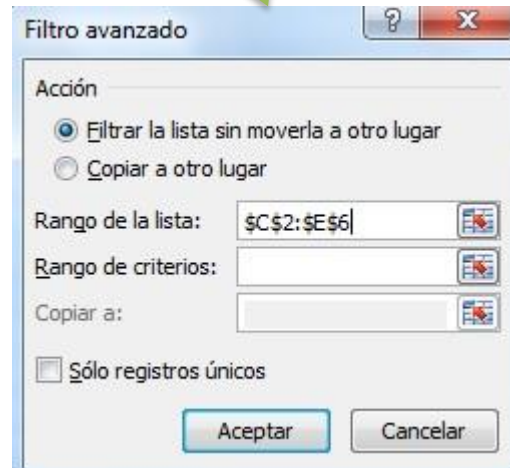 Filtro avanzado
?
Acción
Filtrar la lista sin moverla a otro lugar
Copiar a otro lugar
Rango de la lista: $C$2:$E$6
Rango de criterios:
Copiar a:
Sólo registros únicos
Aceptar Cancelar